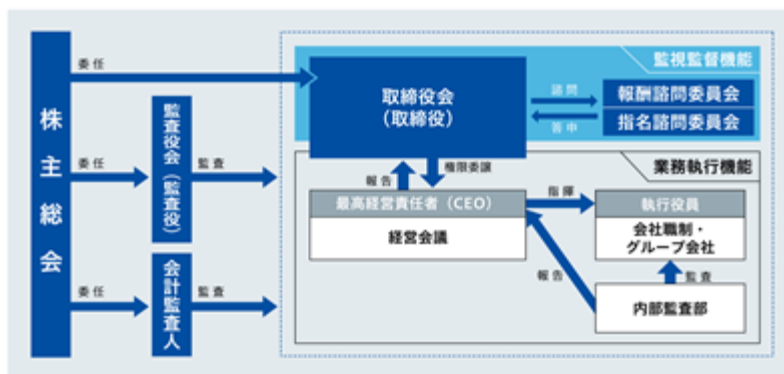 株主総会
委任
委任
委任
監査役会（監査役）
監査
会計監査人
監査
監視監督機能
取締役会
（取締役）
諮問
答申
報酬諮問委員会
指名諮問委員会
業務執行機能
報告
権限委譲
最高経営責任者（CEO）
経営会議
指揮
執行役員
会社職制・
グループ会社
報告
監査
内部監査部